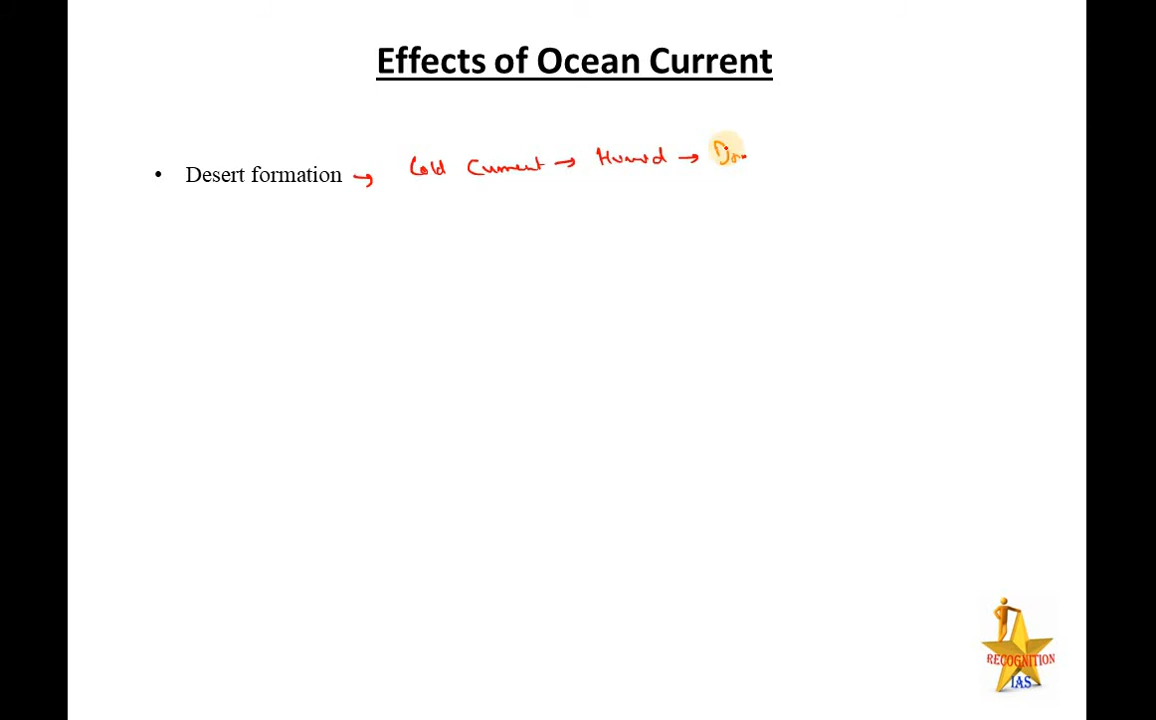 Effects of Ocean Current
• Desert formation → Cold Current → Humid →
RECOGNITION
IAS